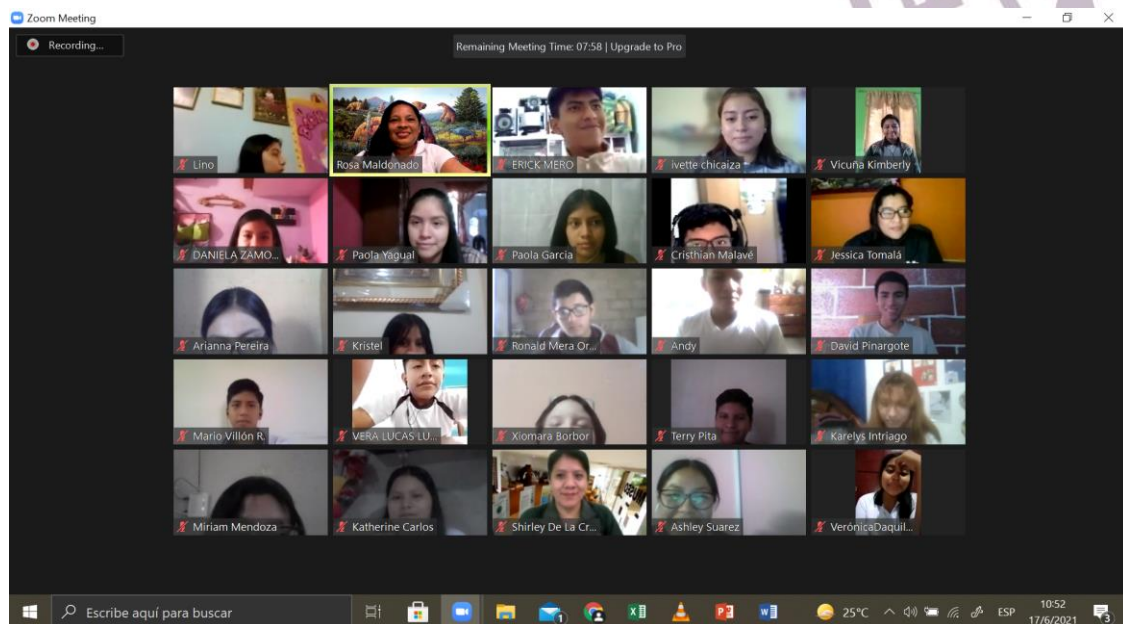 Zoom Meeting
Recording...
Remaining Meeting Time: 07:58 | Upgrade to Pro
Lino
Rosa Maldonado
ERICK MERO
ivette chicaiza
Vicuña Kimberly
DANIELA ZAMO...
Paola Yagual
Paola Garcia
Cristhian Malavé
Jessica Tomalá
Arianna Pereira
Kristel
Ronald Mera Or...
Andy
David Pinargote
Mario Villón R.
VERA LUCAS LU...
Xiomara Borbor
Terry Pita
Karelys Intriago
Miriam Mendoza
Katherine Carlos
Shirley De La Cr...
Ashley Suarez
VerónicaDaquil...
Escribe aquí para buscar
1
25°C
ESP
10:52
17/6/2021
3